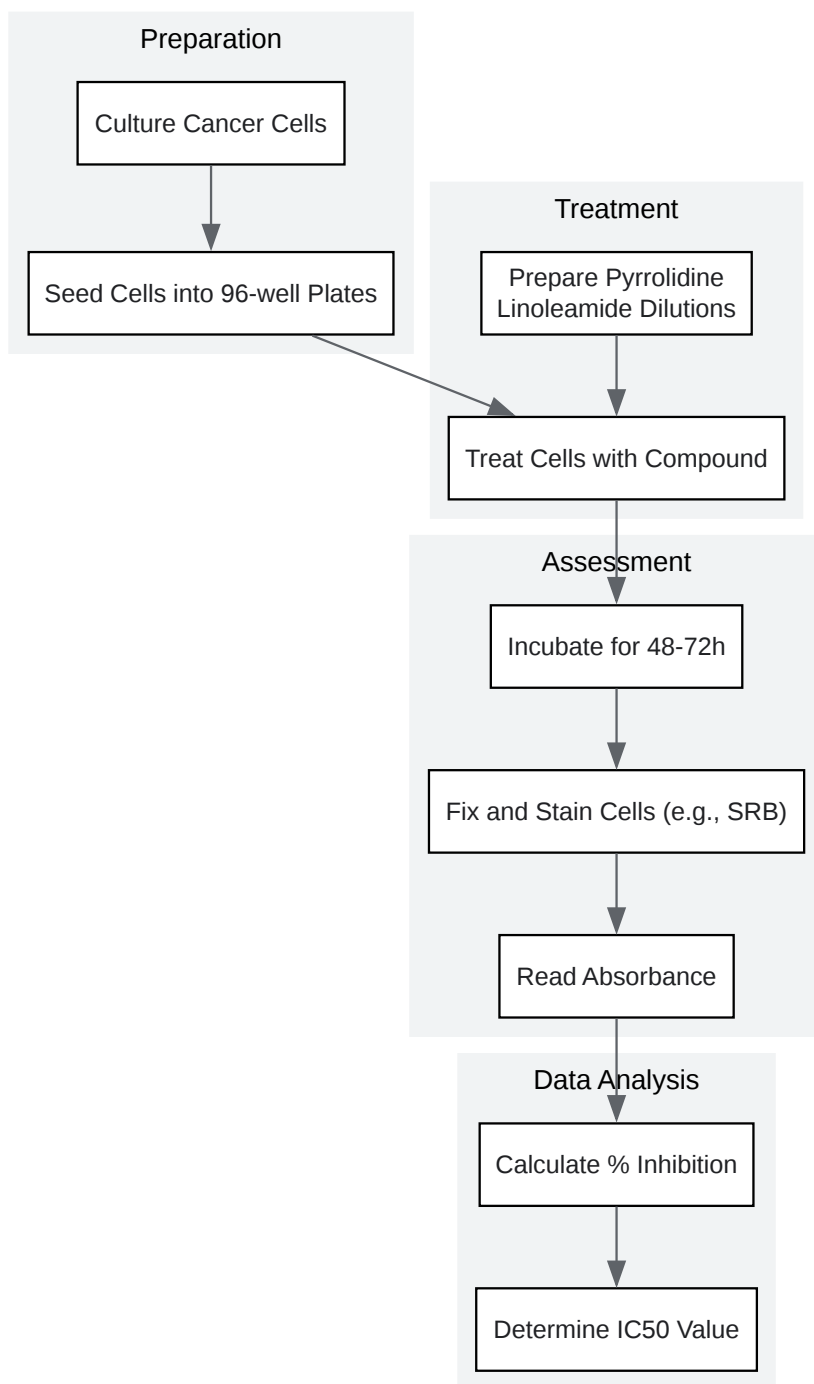 Preparation
Culture Cancer Cells
Seed Cells into 96-well Plates
Treatment
Prepare Pyrrolidine
Linoleamide Dilutions
Treat Cells with Compound
Assessment
Incubate for 48-72h
Fix and Stain Cells (e.g., SRB)
Read Absorbance
Data Analysis
Calculate % Inhibition
Determine IC50 Value